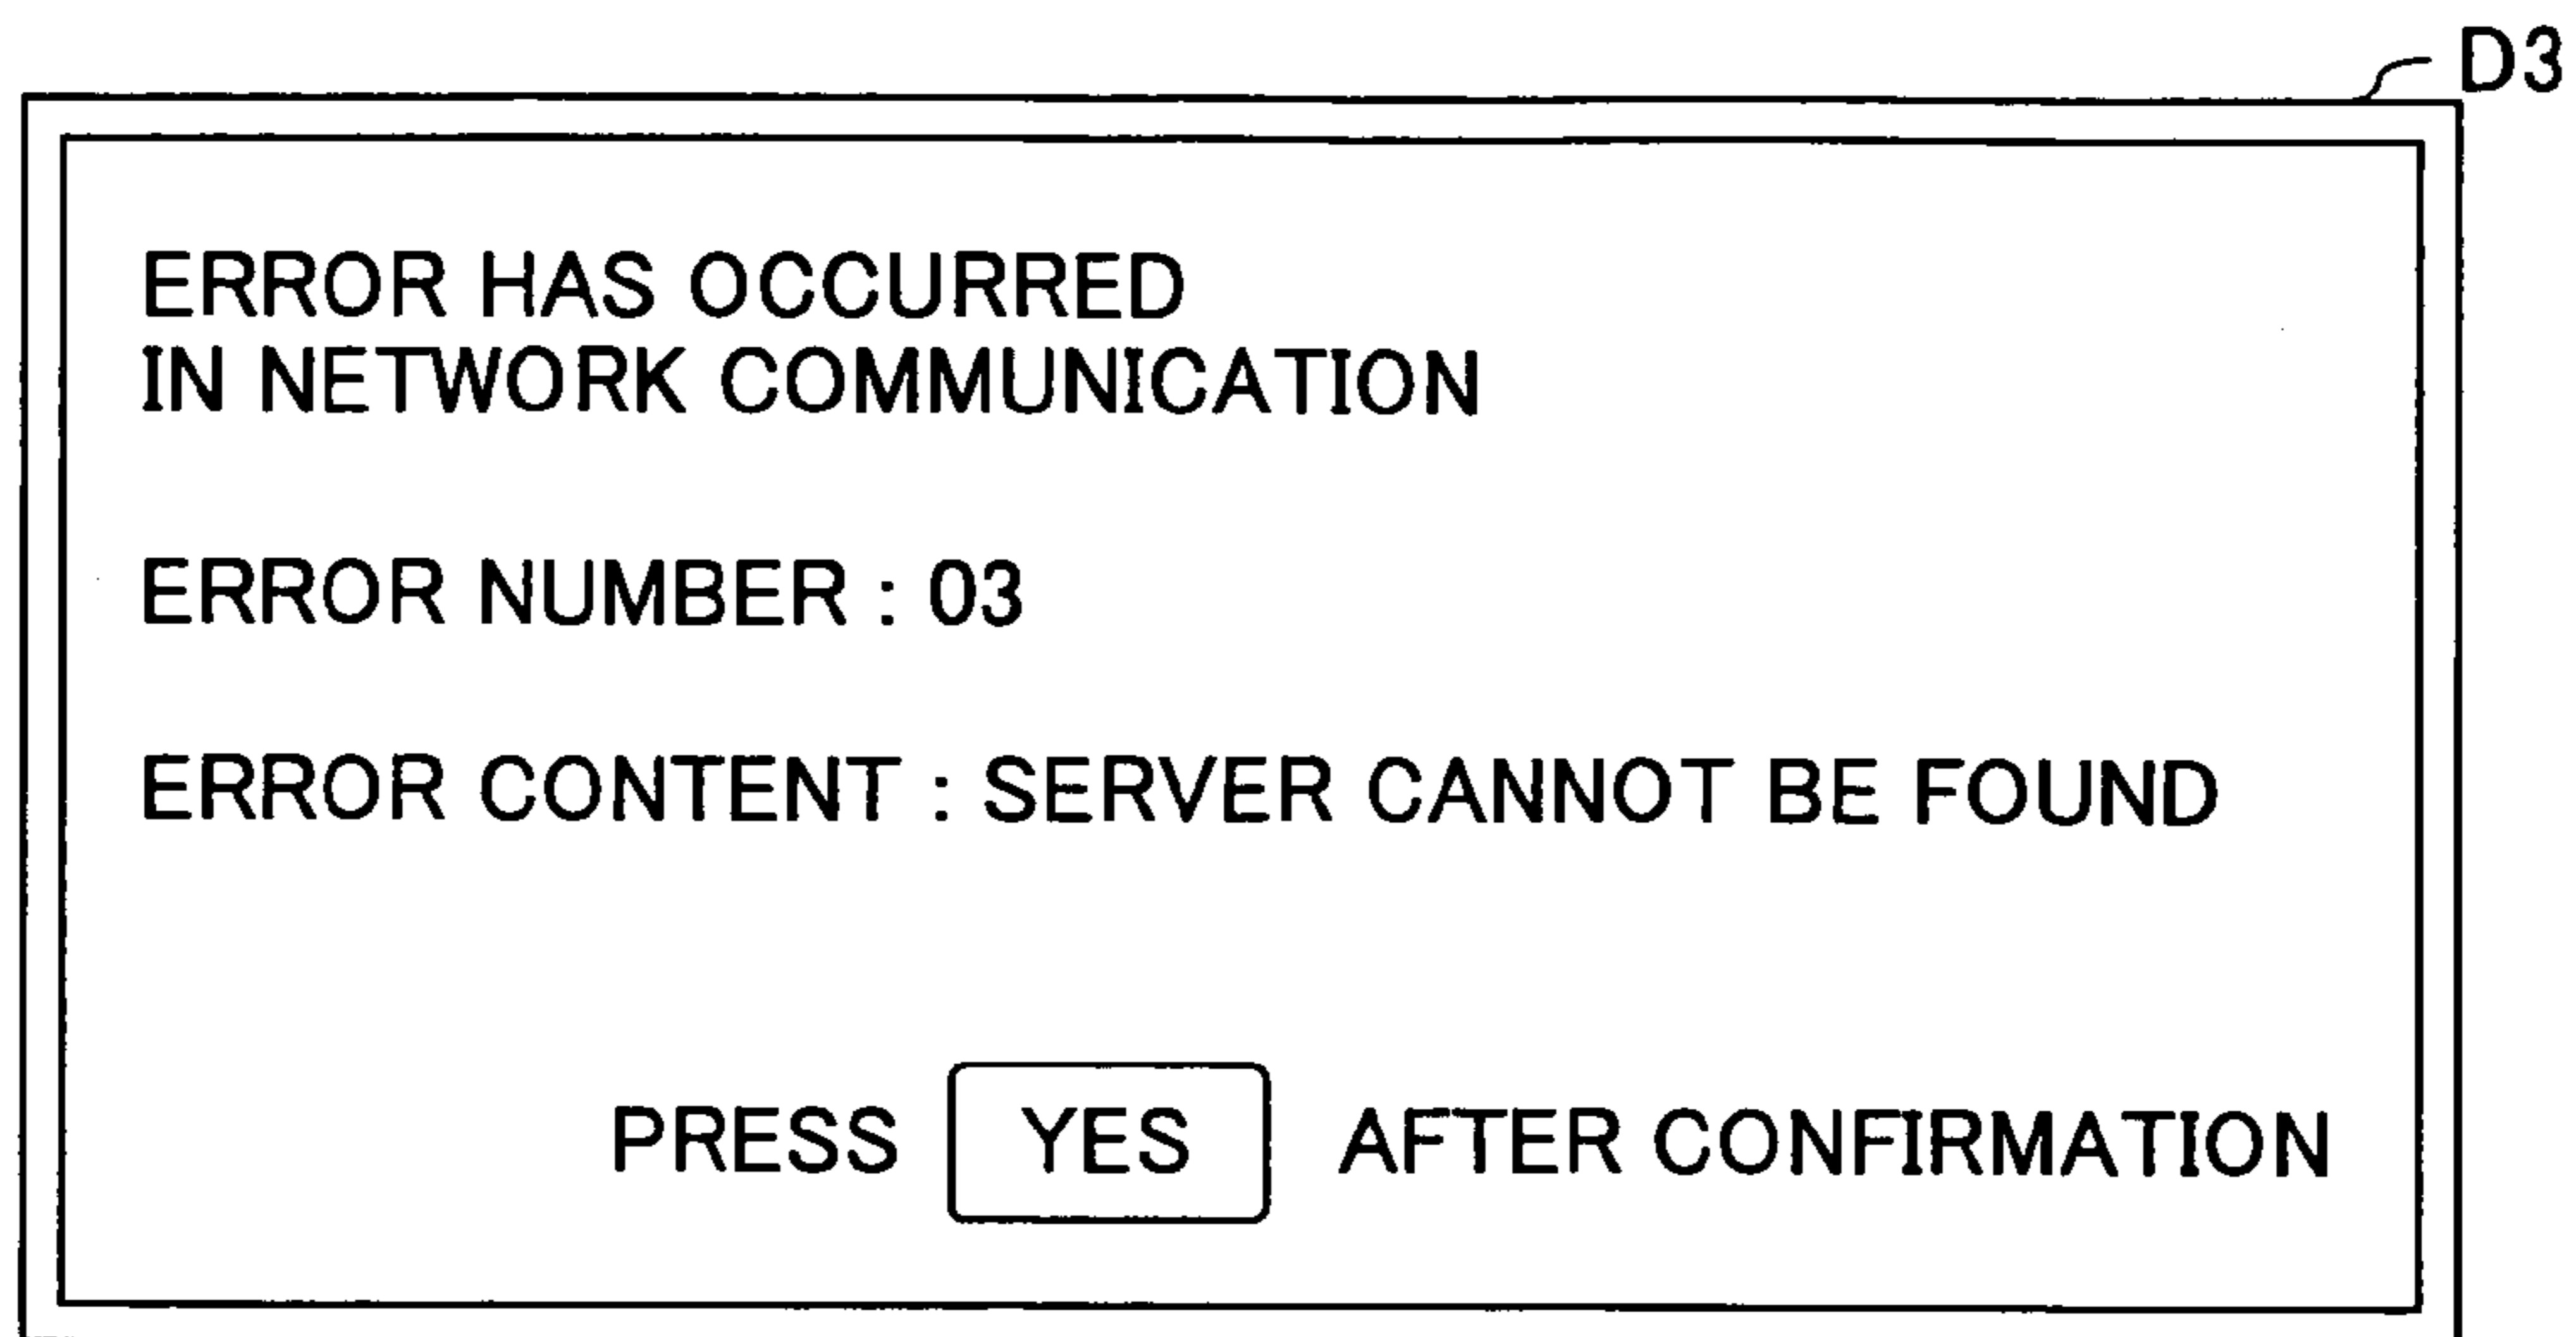 D3
ERROR HAS OCCURRED
IN NETWORK COMMUNICATION
ERROR NUMBER : 03
ERROR CONTENT : SERVER CANNOT BE FOUND
PRESS YES AFTER CONFIRMATION